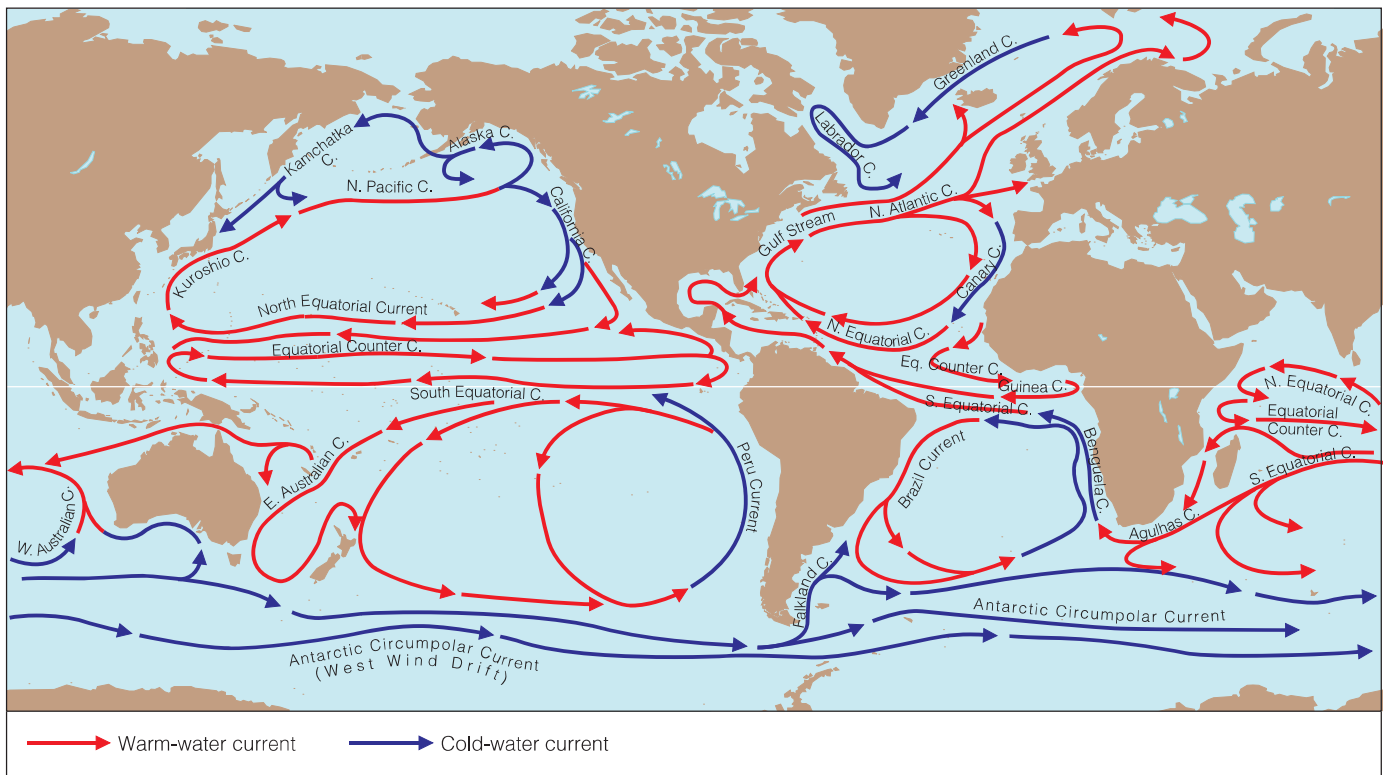 Greenland C.
Labrador C.
Kamchatka
C.
Alaska C.
N. Pacific C.
California C.
Kuroshio C.
North Equatorial Current
Equatorial Counter C.
South Equatorial C.
Gulf Stream
N. Atlantic C.
Canary C.
N. Equatorial C.
Eq. Counter C.
Guinea C.
S. Equatorial C.
N. Equatorial C.
Equatorial
Counter C.
S. Equatorial C.
E. Australian C.
W. Australian C.
Peru Current
Brazil Current
Benguela C.
Agulhas C.
Falkland C.
Antarctic Circumpolar Current
(West Wind Drift)
Antarctic Circumpolar Current
Warm-water current
Cold-water current